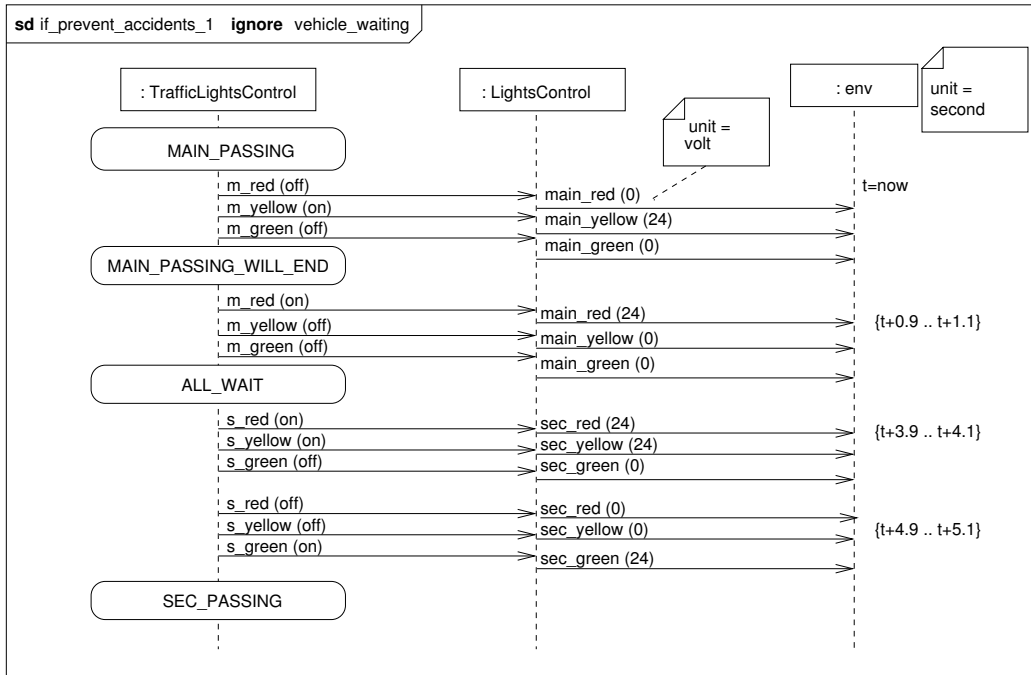 sd if_prevent_accidents_1 ignore vehicle_waiting
: TrafficLightsControl
: LightsControl
: env
unit =
second
unit =
volt
MAIN_PASSING
m_red (off)
main_red (0)
t=now
m_yellow (on)
main_yellow (24)
m_green (off)
main_green (0)
MAIN_PASSING_WILL_END
m_red (on)
main_red (24)
{t+0.9 .. t+1.1}
m_yellow (off)
main_yellow (0)
m_green (off)
main_green (0)
ALL_WAIT
s_red (on)
sec_red (24)
{t+3.9 .. t+4.1}
s_yellow (on)
sec_yellow (24)
s_green (off)
sec_green (0)
s_red (off)
sec_red (0)
s_yellow (off)
sec_yellow (0)
{t+4.9 .. t+5.1}
s_green (on)
sec_green (24)
SEC_PASSING